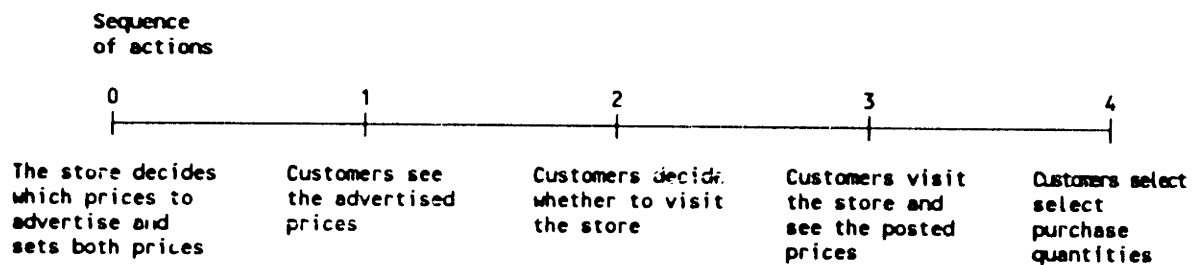 Sequence
of actions
0 1 2 3 4
The store decides
which prices to
advertise and
sets both prices
Customers see
the advertised
prices
Customers decide
whether to visit
the store
Customers visit
the store and
see the posted
prices
Customers select
select
purchase
quantities